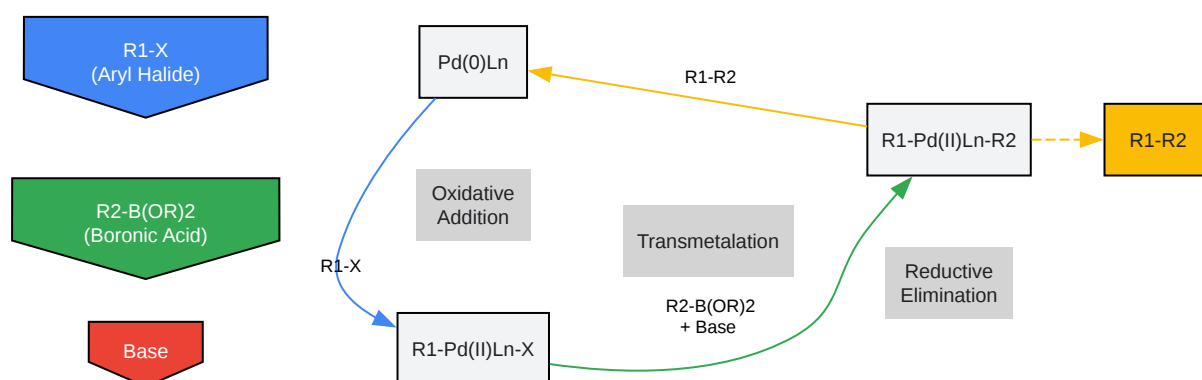 R1-X
(Aryl Halide)
R2-B(OR)2
(Boronic Acid)
Base
Pd(0)Ln
R1-R2
R1-Pd(II)Ln-R2
R1-R2
Oxidative
Addition
Transmetalation
R1-X
Reductive
Elimination
R2-B(OR)2
+ Base
R1-Pd(II)Ln-X